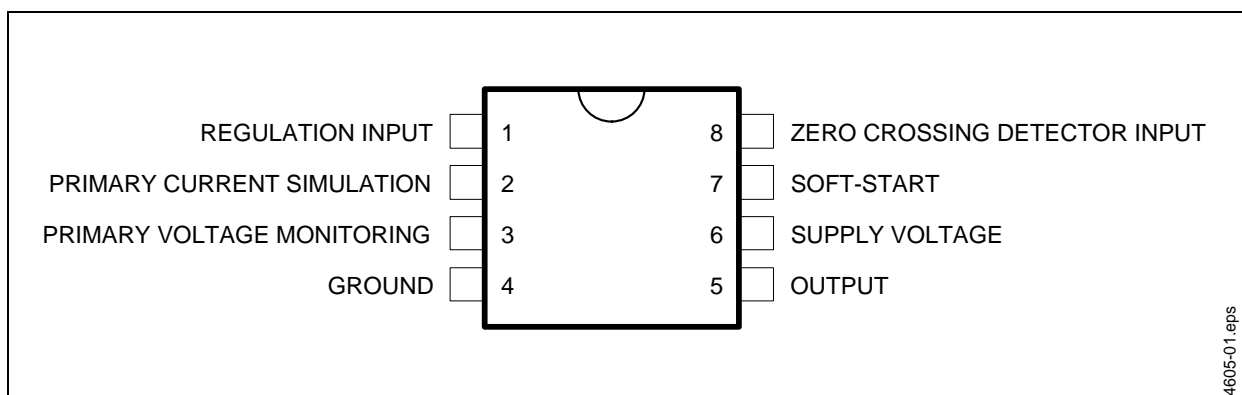 REGULATION INPUT 1 8 ZERO CROSSING DETECTOR INPUT
PRIMARY CURRENT SIMULATION 2 7 SOFT-START
PRIMARY VOLTAGE MONITORING 3 6 SUPPLY VOLTAGE
GROUND 4 5 OUTPUT
4605-01.eps